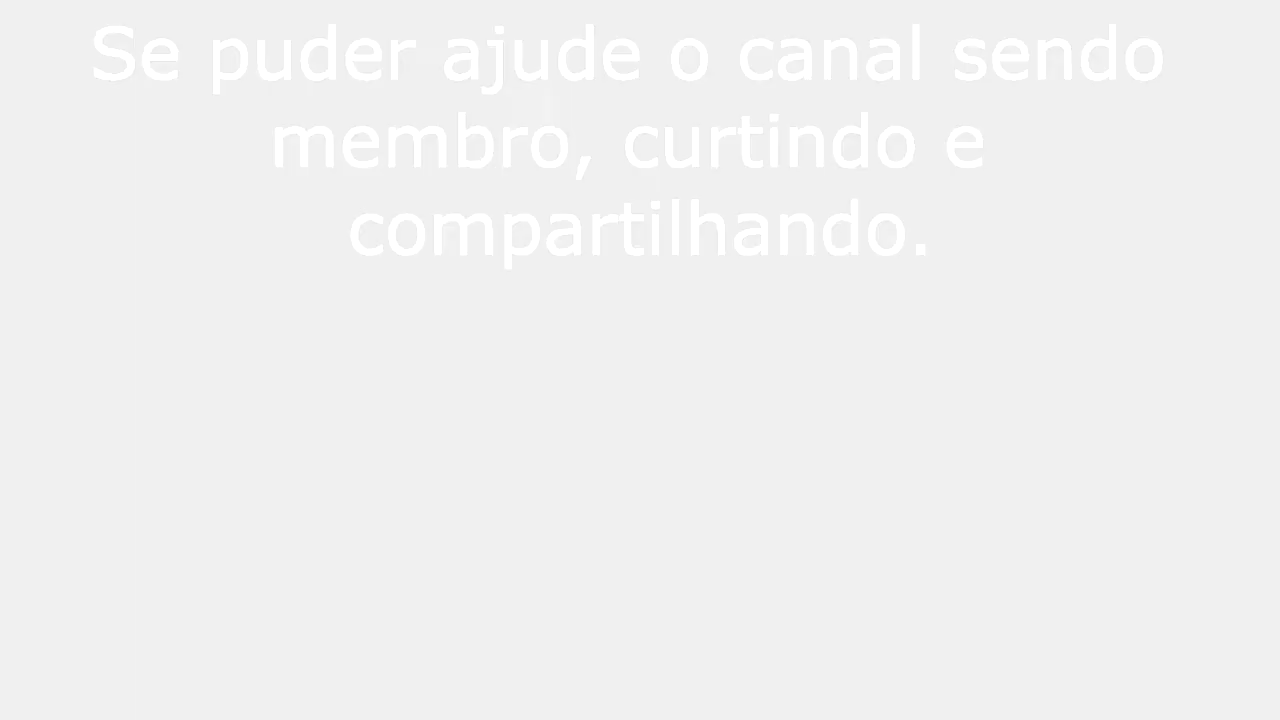 Se puder ajude o canal sendo
membro, curtindo e
compartilhando.